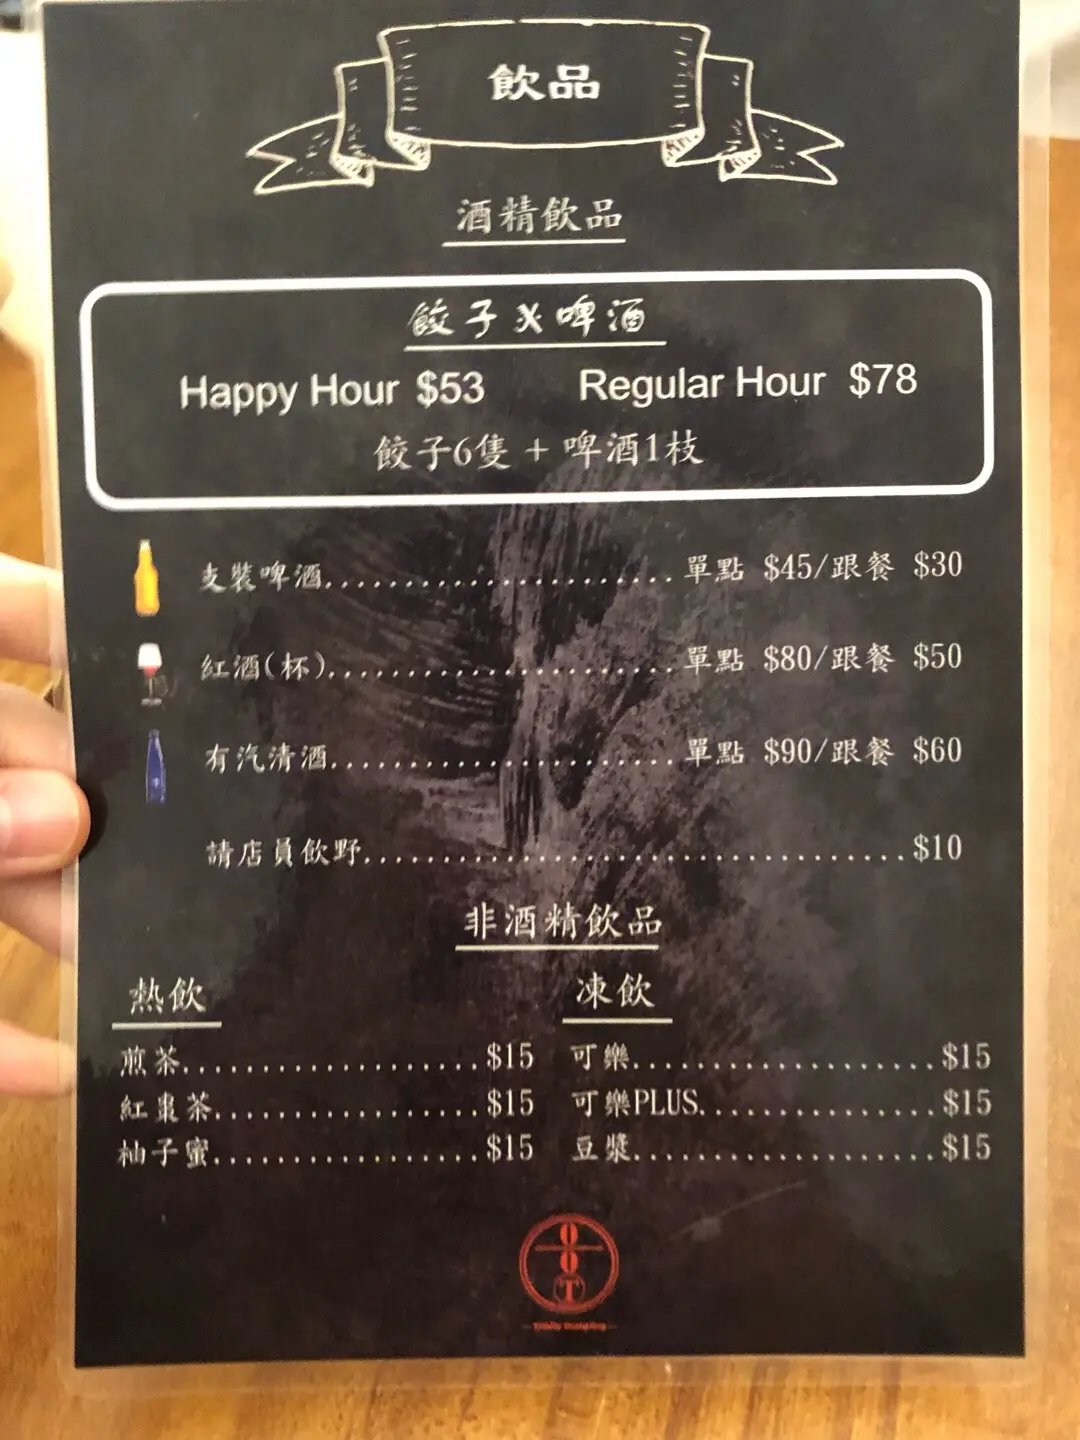 飲品
酒精飲品
餃子X啤酒
Happy Hour $53 Regular Hour $78
餃子6隻 + 啤酒1枝
支裝啤酒......................單點 $45/跟餐 $30
紅酒(杯)......................單點 $80/跟餐 $50
有汽清酒......................單點 $90/跟餐 $60
請店員飲野...................................$10
非酒精飲品
熱飲
煎茶...................$15
紅棗茶.................$15
柚子蜜.................$15
凍飲
可樂....................$15
可樂PLUS...............$15
豆漿....................$15